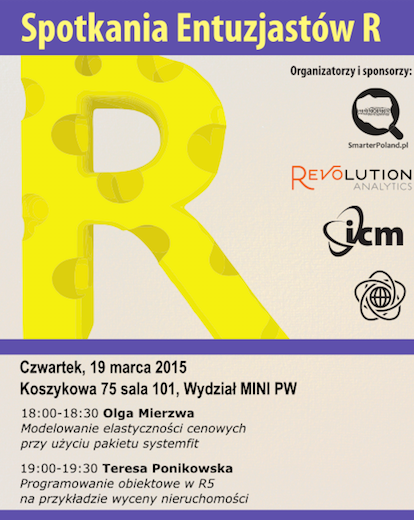 Spotkania Entuzjastów R
Organizatorzy i sponsorzy:
R
SmarterPoland.pl
REVOLUTION
ANALYTICS
icm
Czwartek, 19 marca 2015
Koszykowa 75 sala 101, Wydział MINI PW
18:00-18:30 Olga Mierzwa
Modelowanie elastyczności cenowych
przy użyciu pakietu systemfit
19:00-19:30 Teresa Ponikowska
Programowanie obiektowe w R5
na przykładzie wyceny nieruchomości